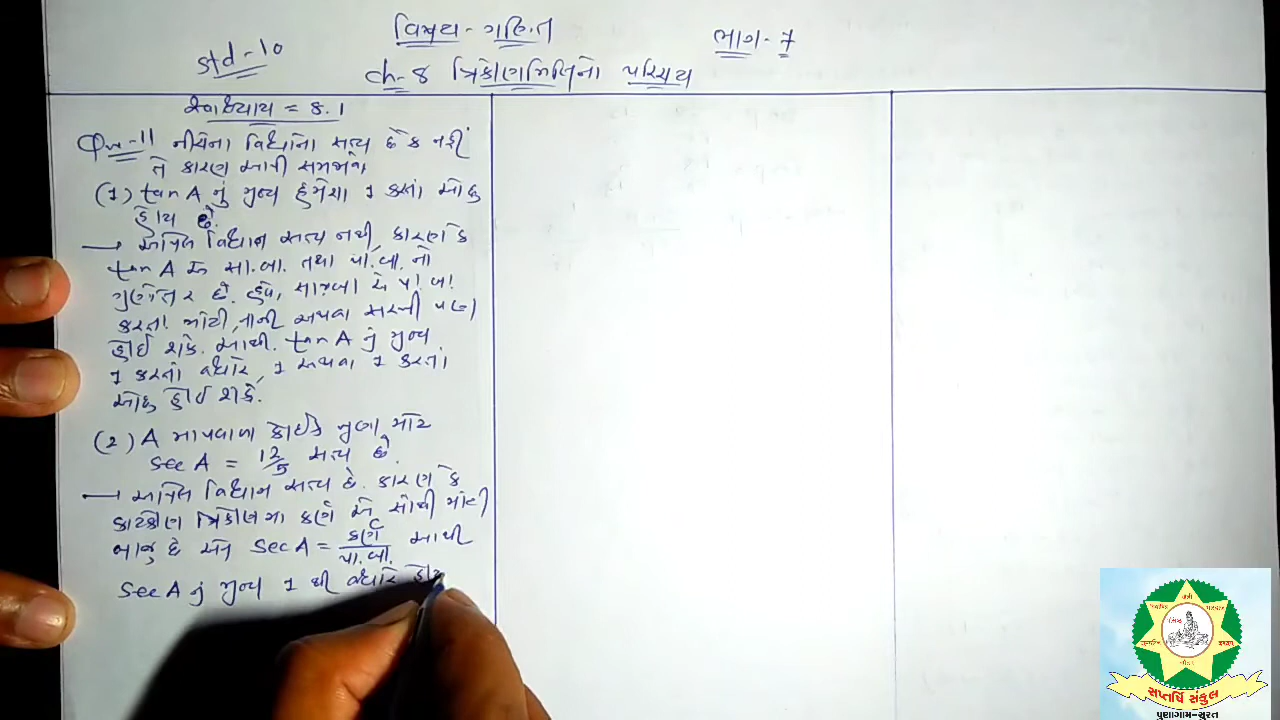 વિષય - ગણિત
std - 10
ભાગ - 7
ch-8 ત્રિકોણમિતિનો પરિચય
સ્વાધ્યાય = 8.1
Que-11 નીચેના વિધાનો સત્ય છે કે નહીં
તે કારણ આપી સમજાવો
(1) tan A નું મુલ્ય હંમેશા 1 કરતાં ઓછુ
હોય છે.
→ આપેલ વિધાન સત્ય નથી, કારણ કે
tan A એ સા.બા. તથા પા.બા. નો
ગુણોત્તર છે. હવે, સા.બા એ પા.બા
કરતાં મોટી, નાની અથવા સરખી પણ
હોઈ શકે. આથી. tan A નું મુલ્ય
1 કરતાં વધારે, 1 અથવા 1 કરતાં
ઓછુ હોઈ શકે.
(2) A માપવાળા કોઈક ખુણા માટે
sec A = 12/5 સત્ય છે.
→ આપેલ વિધાન સત્ય છે. કારણ કે
કાટકોણ ત્રિકોણમા કર્ણ એ સૌથી મોટી
બાજુ છે અને sec A = કર્ણ/પા.બા. આથી
sec A નું મુલ્ય 1 થી વધારે હોય
સપ્તર્ષિ સંકુલ
પુણાગામ-સુરત